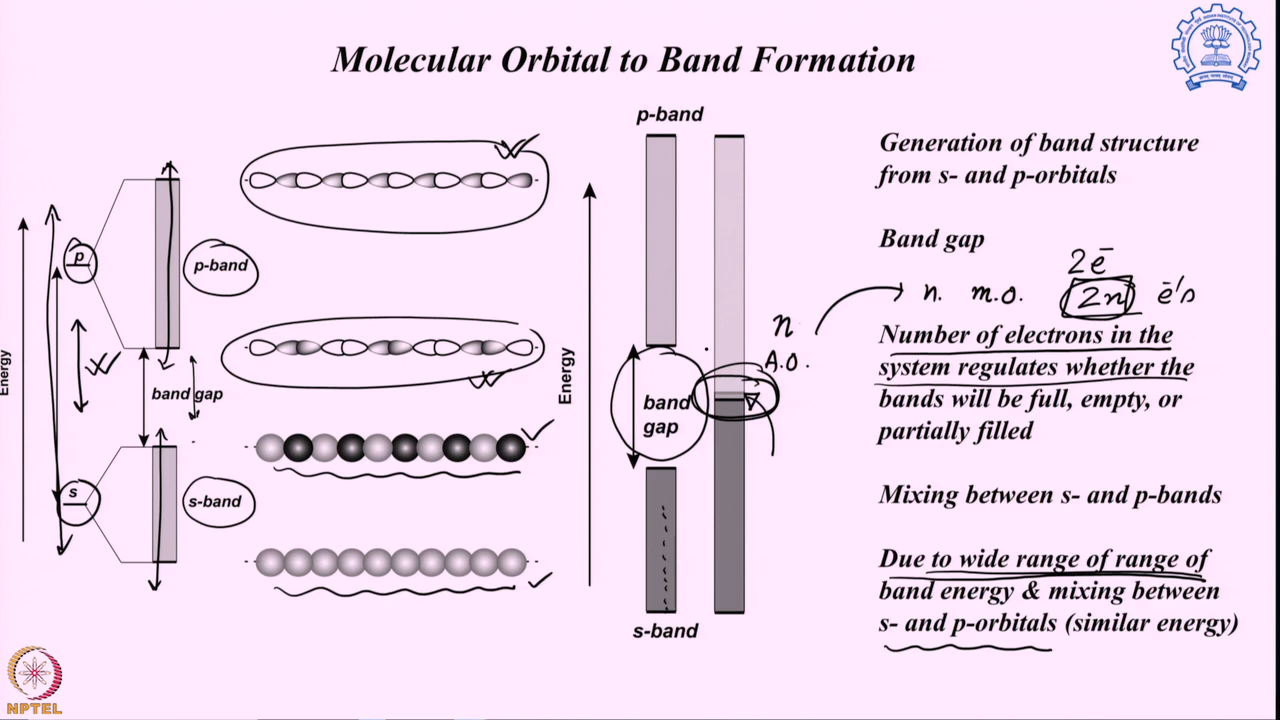 Molecular Orbital to Band Formation
p
p-band
Energy
band gap
s
s-band
p-band
Energy
band
gap
s-band
n
A.O.
Generation of band structure
from s- and p-orbitals
Band gap
2e̅
n. m.o. 2n e̅'s
Number of electrons in the
system regulates whether the
bands will be full, empty, or
partially filled
Mixing between s- and p-bands
Due to wide range of range of
band energy & mixing between
s- and p-orbitals (similar energy)
NPTEL